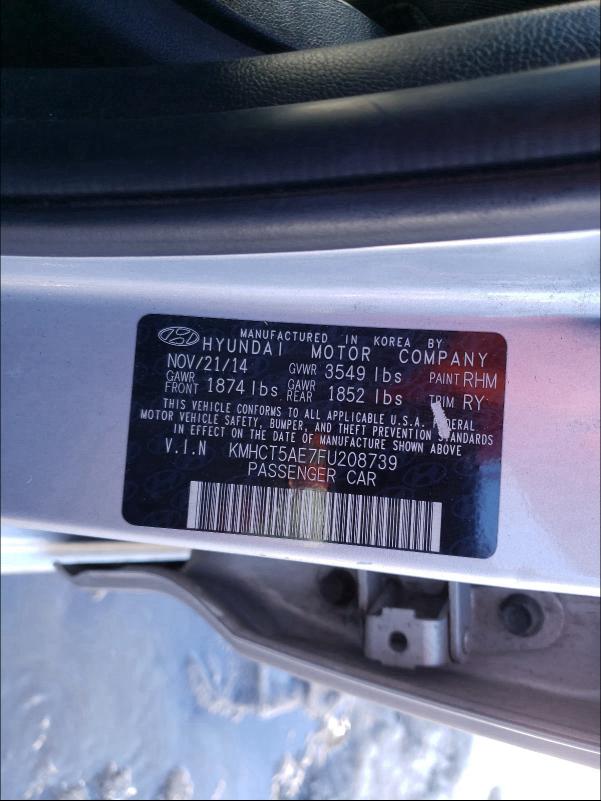 MANUFACTURED IN KOREA BY
HYUNDAI MOTOR COMPANY
NOV/21/14 GVWR 3549 lbs PAINT RHM
GAWR FRONT 1874 lbs GAWR REAR 1852 lbs TRIM RY
THIS VEHICLE CONFORMS TO ALL APPLICABLE U.S.A. FEDERAL
MOTOR VEHICLE SAFETY, BUMPER, AND THEFT PREVENTION STANDARDS
IN EFFECT ON THE DATE OF MANUFACTURE SHOWN ABOVE
V.I.N KMHCT5AE7FU208739
PASSENGER CAR